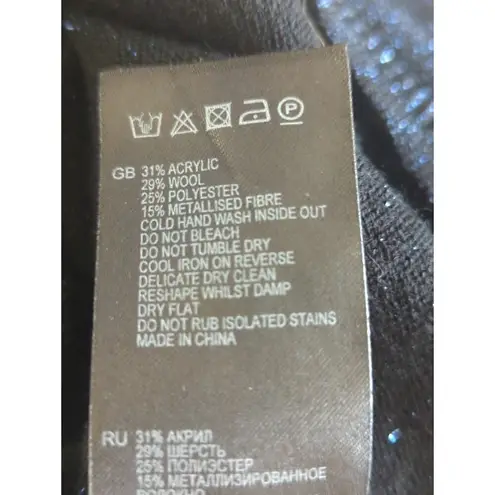 P
GB 31% ACRYLIC
29% WOOL
25% POLYESTER
15% METALLISED FIBRE
COLD HAND WASH INSIDE OUT
DO NOT BLEACH
DO NOT TUMBLE DRY
COOL IRON ON REVERSE
DELICATE DRY CLEAN
RESHAPE WHILST DAMP
DRY FLAT
DO NOT RUB ISOLATED STAINS
MADE IN CHINA
RU 31% АКРИЛ
29% ШЕРСТЬ
25% ПОЛИЭСТЕР
15% МЕТАЛЛИЗИРОВАННОЕ
ВОЛОКНО